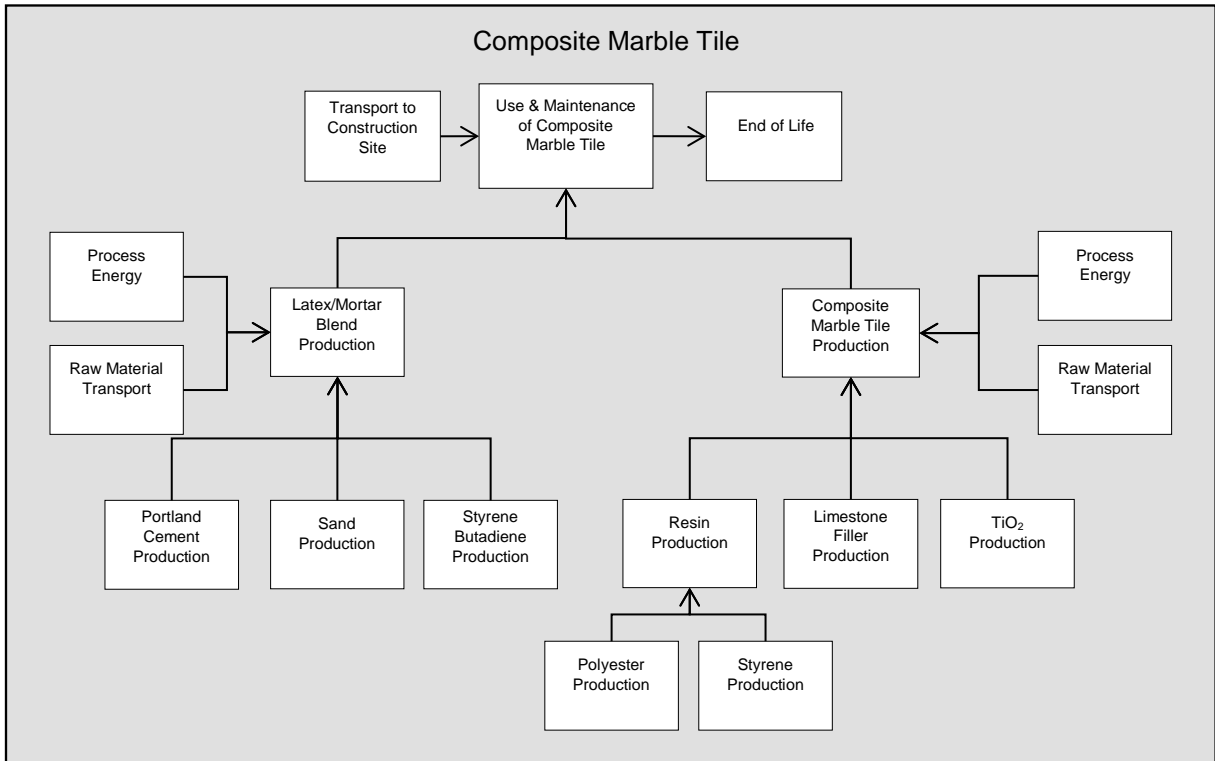 Composite Marble Tile
Transport to
Construction
Site
Use & Maintenance
of Composite
Marble Tile
End of Life
Process
Energy
Raw Material
Transport
Latex/Mortar
Blend
Production
Composite
Marble Tile
Production
Process
Energy
Raw Material
Transport
Portland
Cement
Production
Sand
Production
Styrene
Butadiene
Production
Resin
Production
Limestone
Filler
Production
TiO₂
Production
Polyester
Production
Styrene
Production